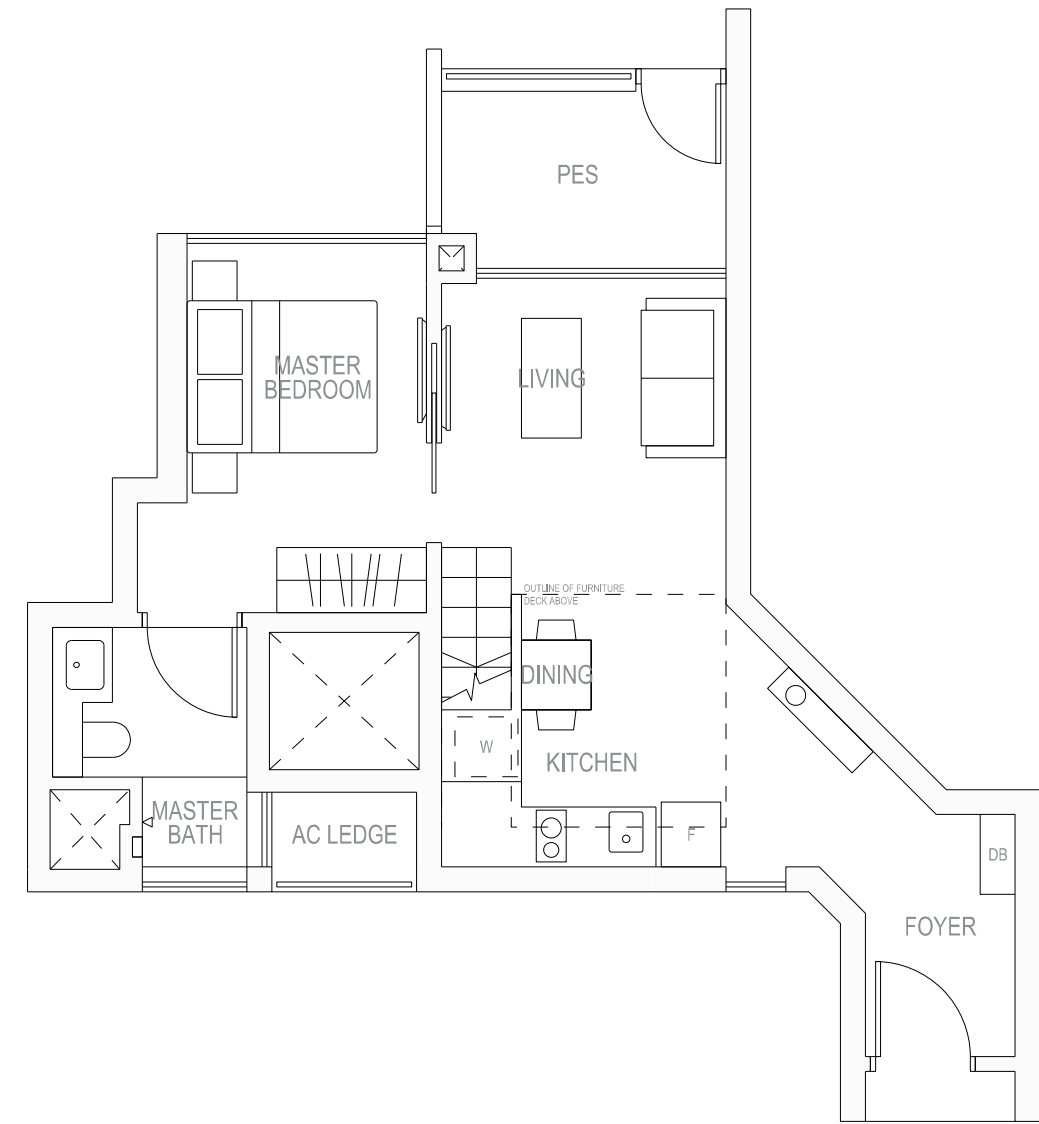 PES
MASTER
BEDROOM
LIVING
OUTLINE OF FURNITURE
DECK ABOVE
DINING
W
KITCHEN
MASTER
BATH
AC LEDGE
F
DB
FOYER